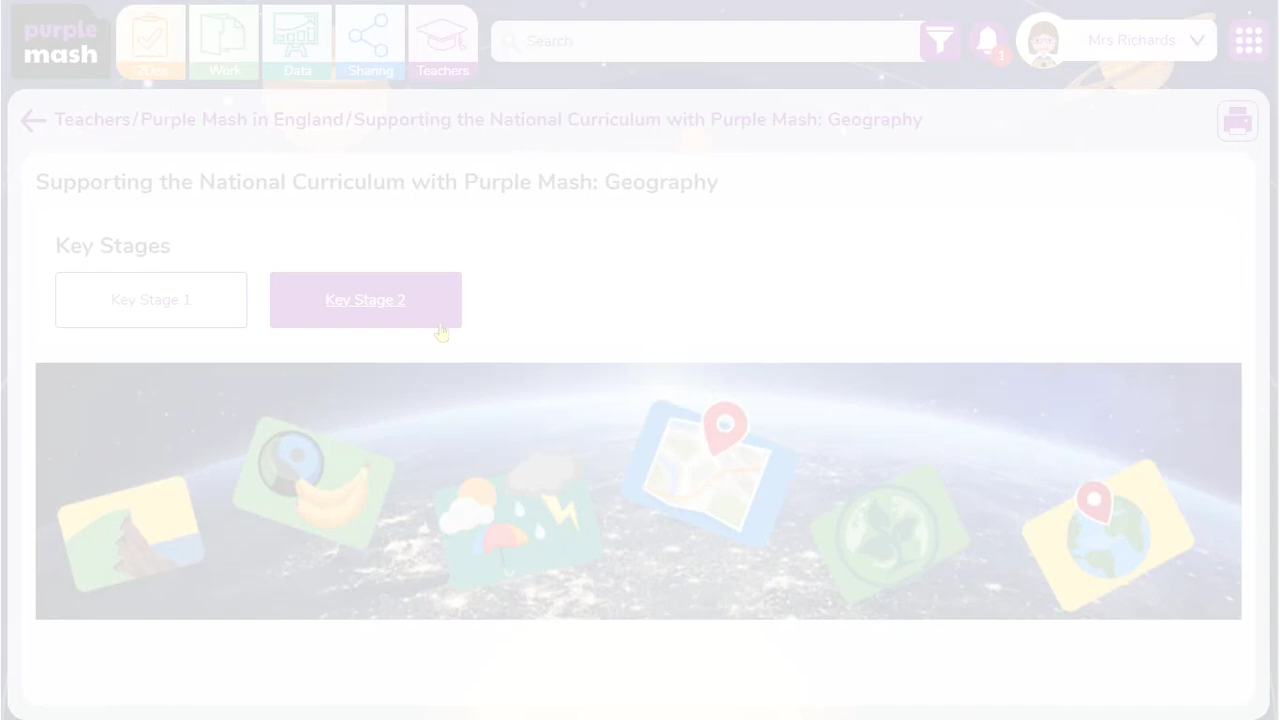 purple
mash
2Dos
Work
Data
Sharing
Teachers
Search
1
Mrs Richards
Teachers/Purple Mash in England/Supporting the National Curriculum with Purple Mash: Geography
Supporting the National Curriculum with Purple Mash: Geography
Key Stages
Key Stage 1
Key Stage 2